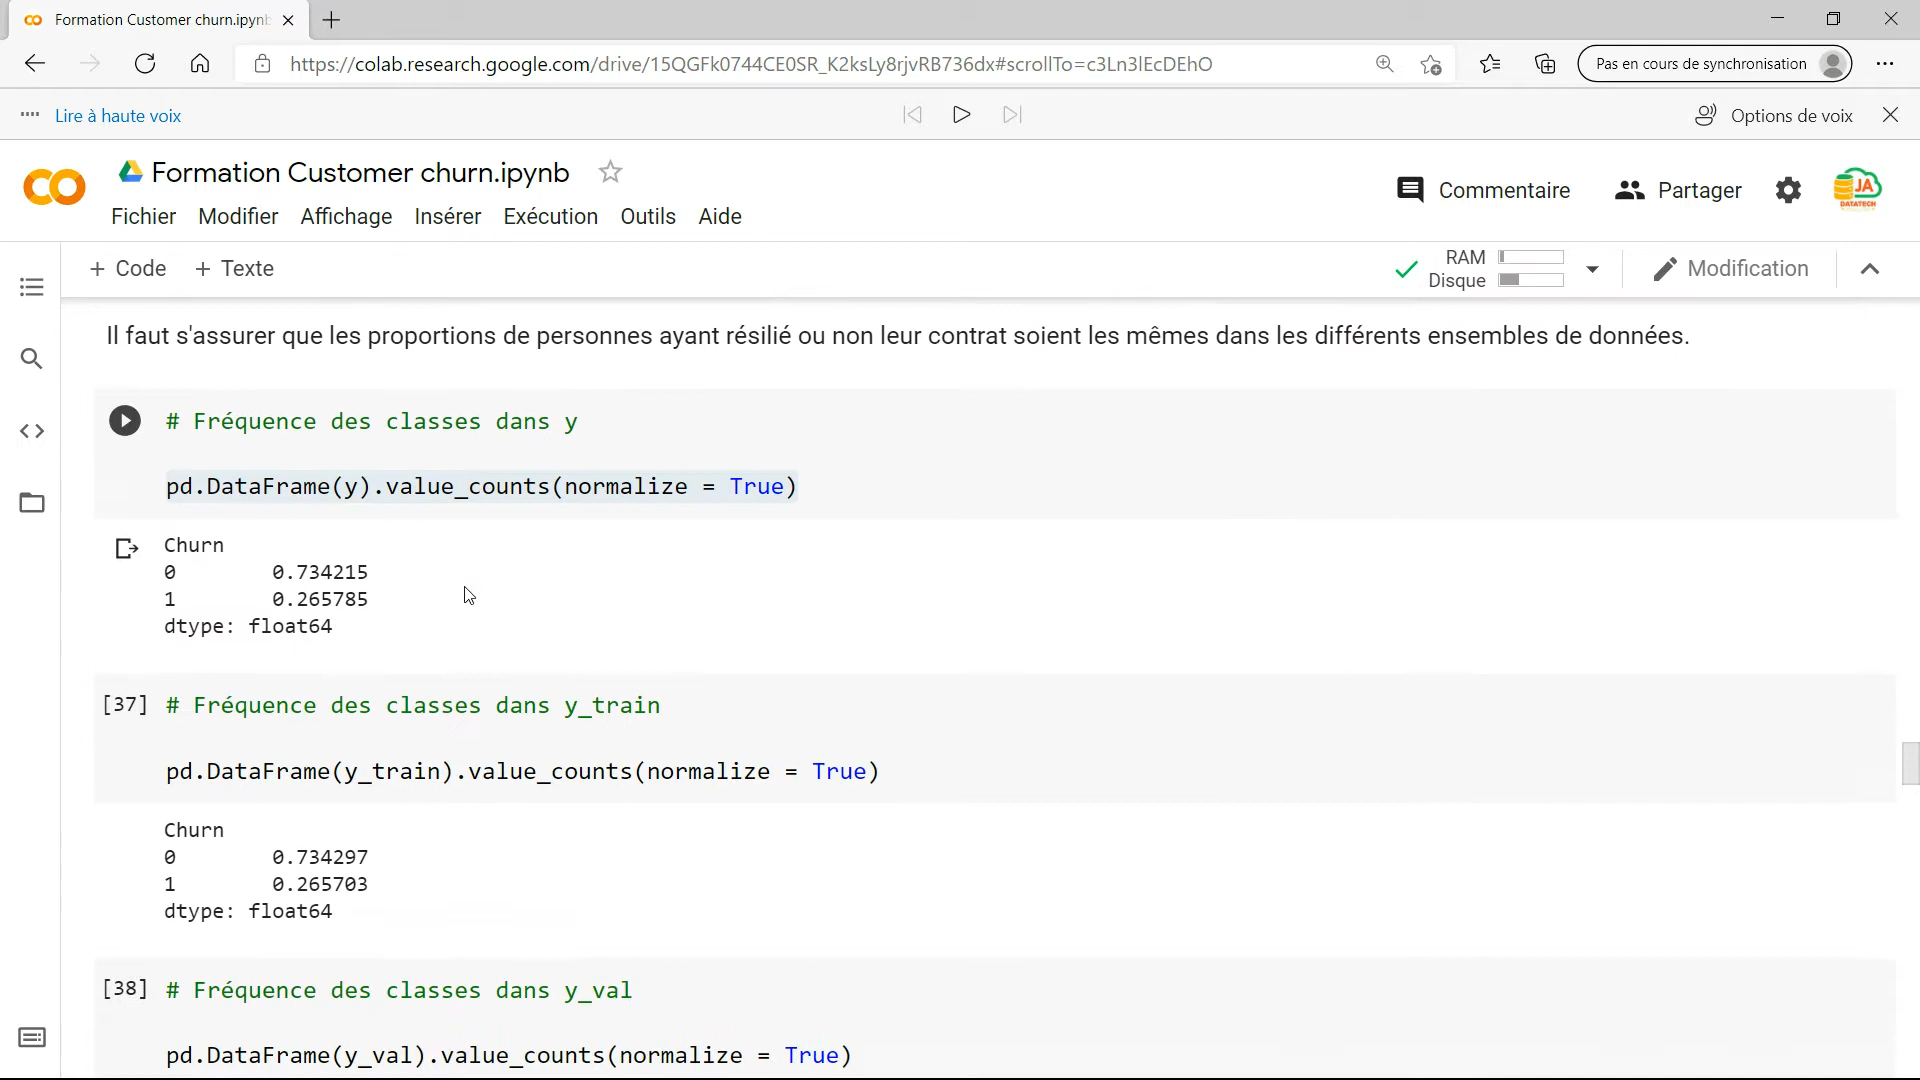 Formation Customer churn.ipynb
https://colab.research.google.com/drive/15QGFk0744CE0SR_K2ksLy8rjvRB736dx#scrollTo=c3Ln3lEcDEhO
Pas en cours de synchronisation
Lire à haute voix
Options de voix
CO
Formation Customer churn.ipynb
Commentaire
Partager
JA
DATATECH
Fichier Modifier Affichage Insérer Exécution Outils Aide
+ Code + Texte
RAM
Disque
Modification
Il faut s'assurer que les proportions de personnes ayant résilié ou non leur contrat soient les mêmes dans les différents ensembles de données.
# Fréquence des classes dans y
pd.DataFrame(y).value_counts(normalize = True)
Churn
0 0.734215
1 0.265785
dtype: float64
[37] # Fréquence des classes dans y_train
pd.DataFrame(y_train).value_counts(normalize = True)
Churn
0 0.734297
1 0.265703
dtype: float64
[38] # Fréquence des classes dans y_val
pd.DataFrame(y_val).value_counts(normalize = True)